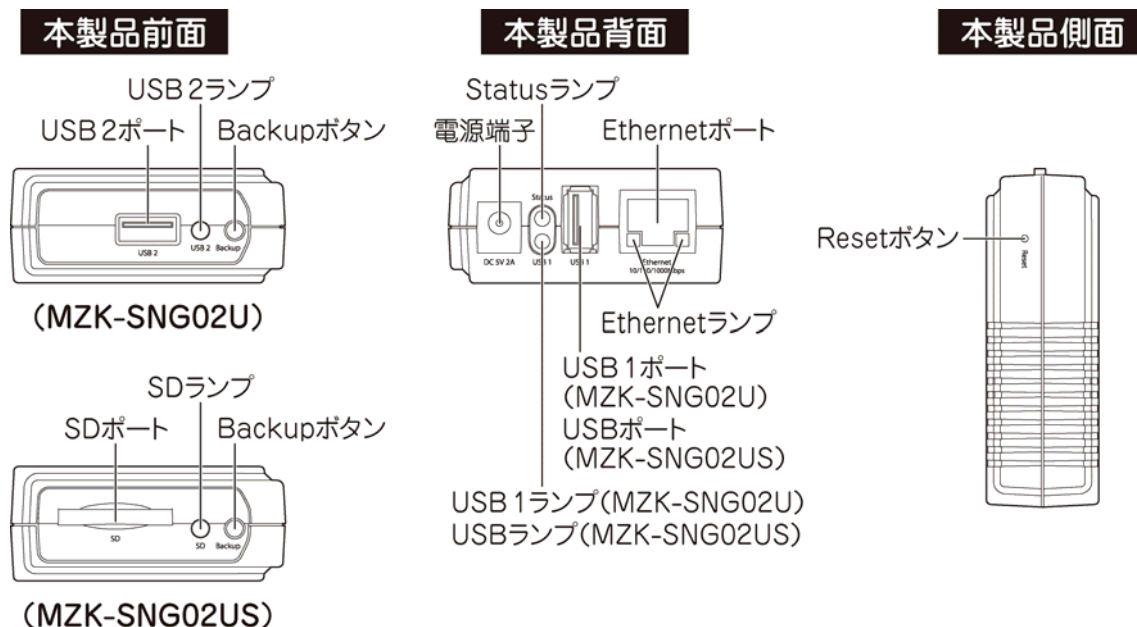 本製品前面
USB 2ランプ
USB 2ポート
Backupボタン
USB 2
USB 2
Backup
(MZK-SNG02U)
SDランプ
SDポート
Backupボタン
SD
SD
Backup
(MZK-SNG02US)
本製品背面
Statusランプ
電源端子
Ethernetポート
Status
DC 5V 2A
USB 1
USB 1
Ethernet
10/100/1000Mbps
Ethernetランプ
USB 1ポート
(MZK-SNG02U)
USBポート
(MZK-SNG02US)
USB 1ランプ(MZK-SNG02U)
USBランプ(MZK-SNG02US)
本製品側面
Resetボタン
Reset